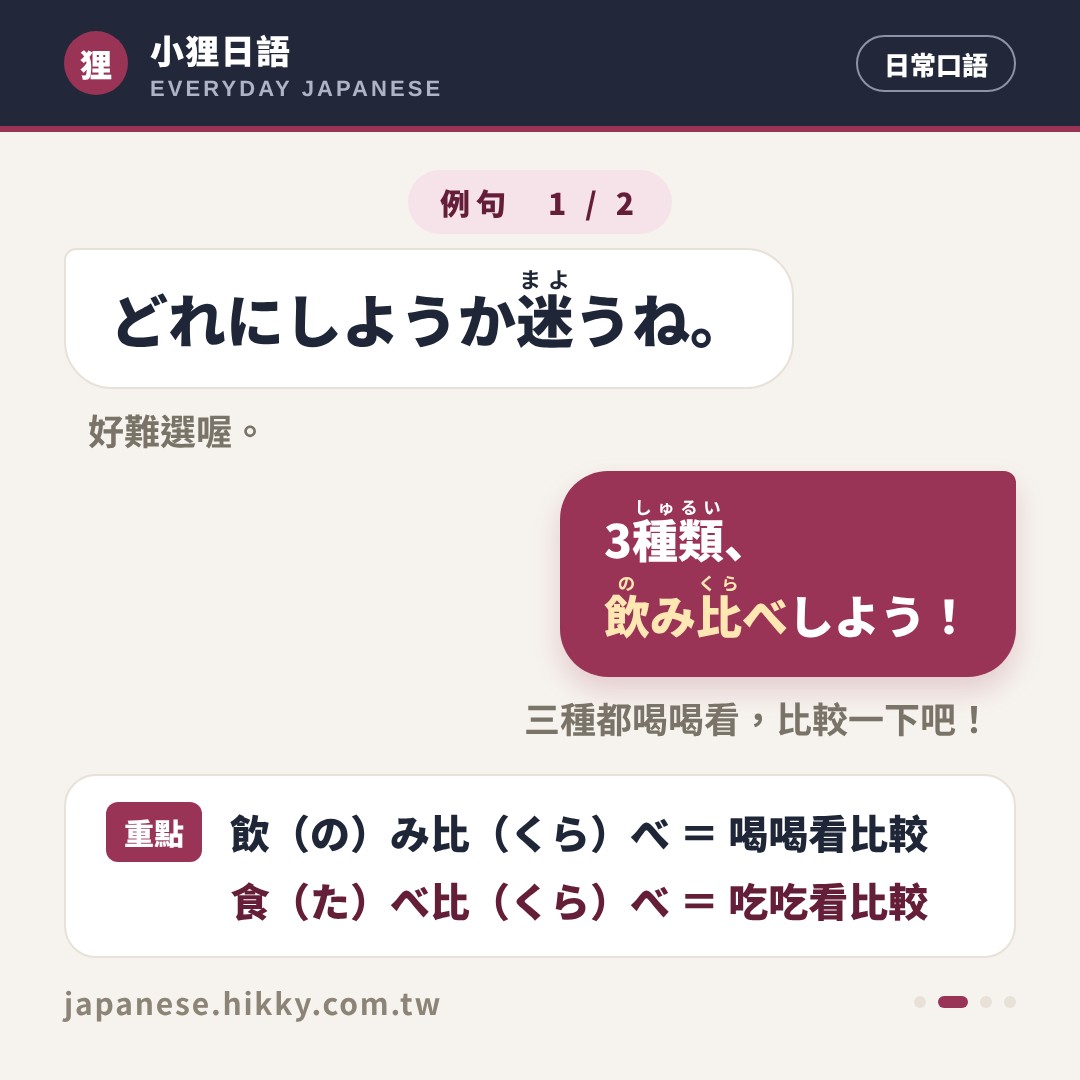 狸
小狸日語
EVERYDAY JAPANESE
日常口語
例句 1 / 2
まよ
どれにしようか迷うね。
好難選喔。
しゅるい
3種類、
の くら
飲み比べしよう！
三種都喝喝看，比較一下吧！
重點
飲（の）み比（くら）べ ＝ 喝喝看比較
食（た）べ比（くら）べ ＝ 吃吃看比較
japanese.hikky.com.tw